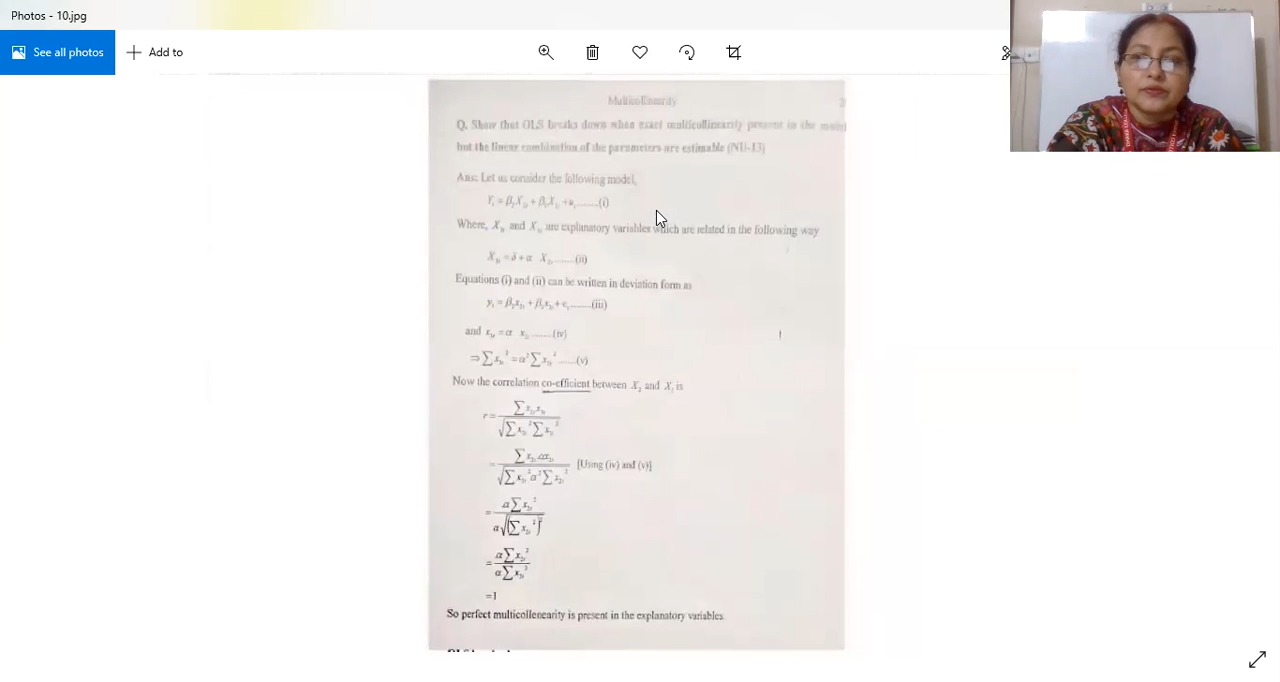 Photos - 10.jpg
See all photos
Add to
Multicollinearity
Q. Show that OLS breaks down when exact multicollinearity present in the model
but the linear combination of the parameters are estimable (NU-13)
Ans: Let us consider the following model,
Yᵢ = β₂X₂ᵢ + β₃X₃ᵢ + uᵢ........(i)
Where, X₂ᵢ and X₃ᵢ are explanatory variables which are related in the following way
X₃ᵢ = δ + α X₂ᵢ.......(ii)
Equations (i) and (ii) can be written in deviation form as
yᵢ = β₂x₂ᵢ + β₃x₃ᵢ + eᵢ........(iii)
and x₃ᵢ = α x₂ᵢ.......(iv)
⇒ ∑x₃ᵢ² = α²∑x₂ᵢ² ......(v)
Now the correlation co-efficient between X₂ and X₃ is
r = ∑x₂ᵢx₃ᵢ / √(∑x₂ᵢ² ∑x₃ᵢ²)
= ∑x₂ᵢ αx₂ᵢ / √(∑x₂ᵢ² α² ∑x₂ᵢ²) [Using (iv) and (v)]
= α∑x₂ᵢ² / α√(∑x₂ᵢ²)²
= α∑x₂ᵢ² / α∑x₂ᵢ²
=1
So perfect multicollenearity is present in the explanatory variables.